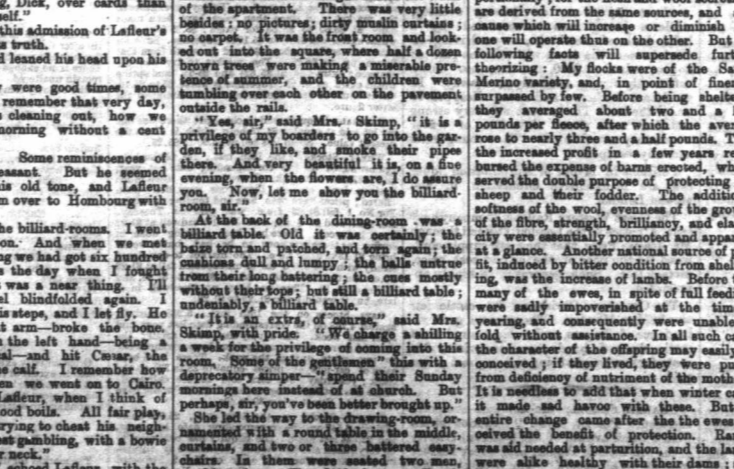 g, Dick, over cards than
self."
this admission of Lafleur's
s truth.
d leaned his head upon his
y were good times, some
remember that very day,
s cleaning out, how we
morning without a cent
Some reminiscences of
easant. But he seemed
is old tone, and Lafleur
m over to Hombourg with
he billiard-rooms. I went
on. And when we met
ng we had got six hundred
s the day when I fought
was a near thing. I'll
el blindfolded again. I
is steps, and I let fly. He
t arm—broke the bone.
n the left hand—being a
cal—and hit Cæsar, the
he calf. I remember how
en we went on to Cairo.
Lafleur, when I think of
ood boils. All fair play,
rying to cheat his neigh-
st gambling, with a bowie
r neck."
echoed Lafleur, with the
of the apartment. There was very little
besides: no pictures; dirty muslin curtains;
no carpet. It was the front room and look-
ed out into the square, where half a dozen
brown trees were making a miserable pre-
tence of summer, and the children were
tumbling over each other on the pavement
outside the rails.
"Yes, sir," said Mrs. Skimp, "it is a
privilege of my boarders to go into the gar-
den, if they like, and smoke their pipes
there. And very beautiful it is, on a fine
evening, when the flowers are, I do assure
you. Now, let me show you the billiard-
room, sir."
At the back of the dining-room was a
billiard table. Old it was certainly; the
baize torn and patched, and torn again; the
cushions dull and lumpy; the balls untrue
from their long battering; the cues mostly
without their tops; but still a billiard table;
undeniably, a billiard table.
"It is an extra, of course," said Mrs.
Skimp, with pride. "We charge a shilling
a week for the privilege of coming into this
room. Some of the gentlemen" this with a
deprecatory simper—"spend their Sunday
mornings here instead of at church. But
perhaps, sir, you've been better brought up."
She led the way to the drawing-room, or-
namented with a round table in the middle,
curtains, and two or three battered easy-
chairs. In them were seated two men,
are derived from the same sources, and
cause which will increase or diminish
one will operate thus on the other. But
following facts will supersede furt
theorizing: My flocks were of the Sa
Merino variety, and, in point of finen
surpassed by few. Before being shelte
they averaged about two and a h
pounds per fleece, after which the aver
rose to nearly three and a half pounds. T
the increased profit in a few years re
bursed the expense of barns erected, wh
served the double purpose of protecting
sheep and their fodder. The additio
softness of the wool, evenness of the gro
of the fibre, strength, brilliancy, and ela
city were essentially promoted and appa
at a glance. Another national source of p
fit, induced by bitter condition from shel
ing, was the increase of lambs. Before
many of the ewes, in spite of full feedi
were sadly impoverished at the tim
yearing, and consequently were unable
fold without assistance. In all such ca
the character of the offspring may easily
conceived; if they lived, they were pu
from deficiency of nutriment of the moth
It is needless to add that when winter ca
it made sad havoc with these. But
entire change came after the the ewes
ceived the benefit of protection. Ra
was aid needed at parturition, and the la
were alike healthy with their dams;